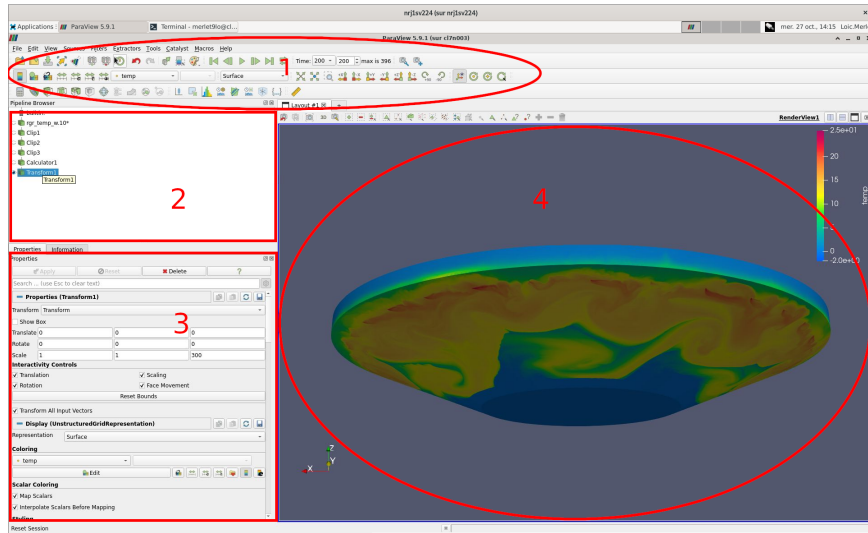 nrj1sv224 (sur nrj1sv224)
Applications : ParaView 5.9.1 Terminal - merlet9lo@cl... mer. 27 oct., 14:15 Loic.Merle
ParaView 5.9.1 (sur cl7n003)
File Edit View Sources Filters Extractors Tools Catalyst Macros Help
Time: 200 200 max is 396
temp Surface
1
Pipeline Browser
Layout #1
3D
RenderView1
rgr_temp_w.10*
Clip1
Clip2
Clip3
Calculator1
Transform1
Transform1
2
4
2.5e+01
20
15
10
5
0
-2.0e+00
temp
Properties Information
Properties
Apply Reset Delete ?
Search ... (use Esc to clear text)
Properties (Transform1)
3
Transform Transform
Show Box
Translate 0 0 0
Rotate 0 0 0
Scale 1 1 300
Interactivity Controls
Translation Scaling
Rotation Face Movement
Reset Bounds
Transform All Input Vectors
Display (UnstructuredGridRepresentation)
Representation Surface
Coloring
temp
Edit
Scalar Coloring
Map Scalars
Interpolate Scalars Before Mapping
Styling
Z
X Y
Reset Session